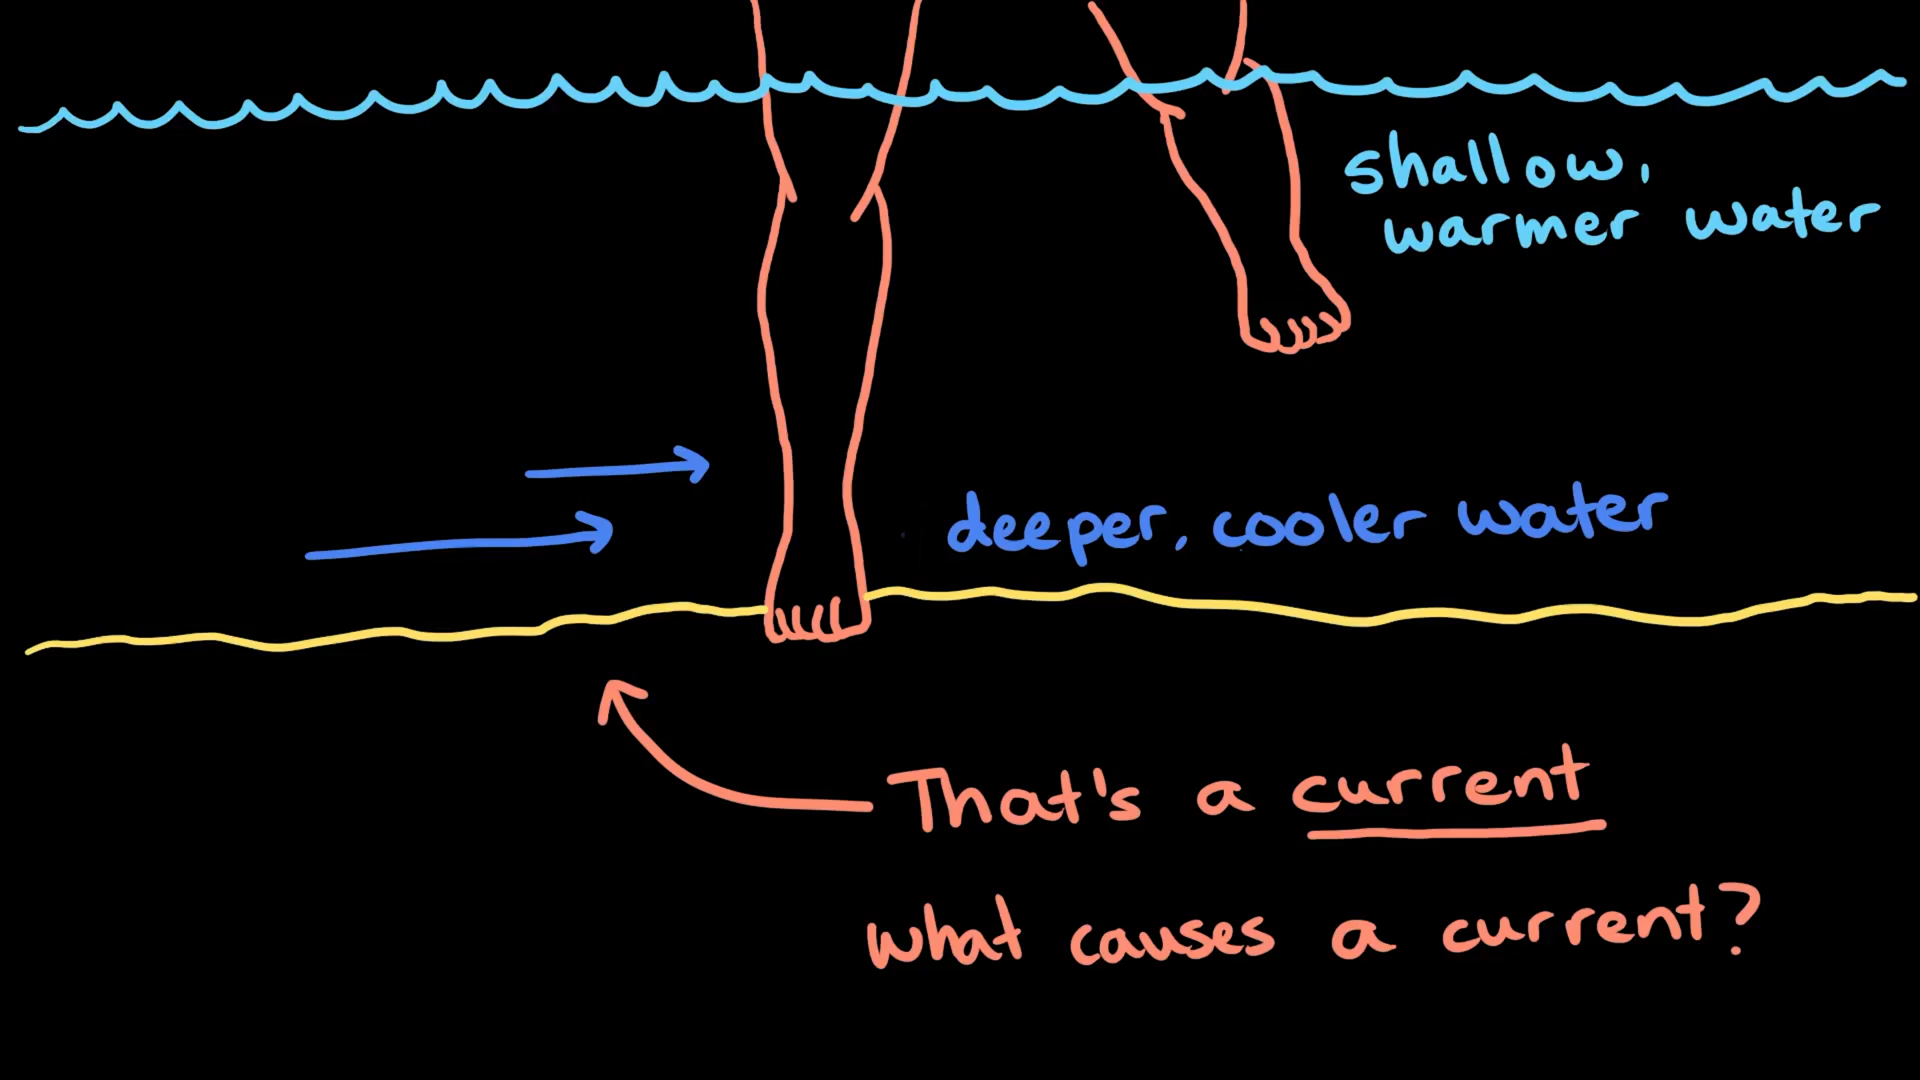 shallow,
warmer water
deeper, cooler water
That's a current
what causes a current?